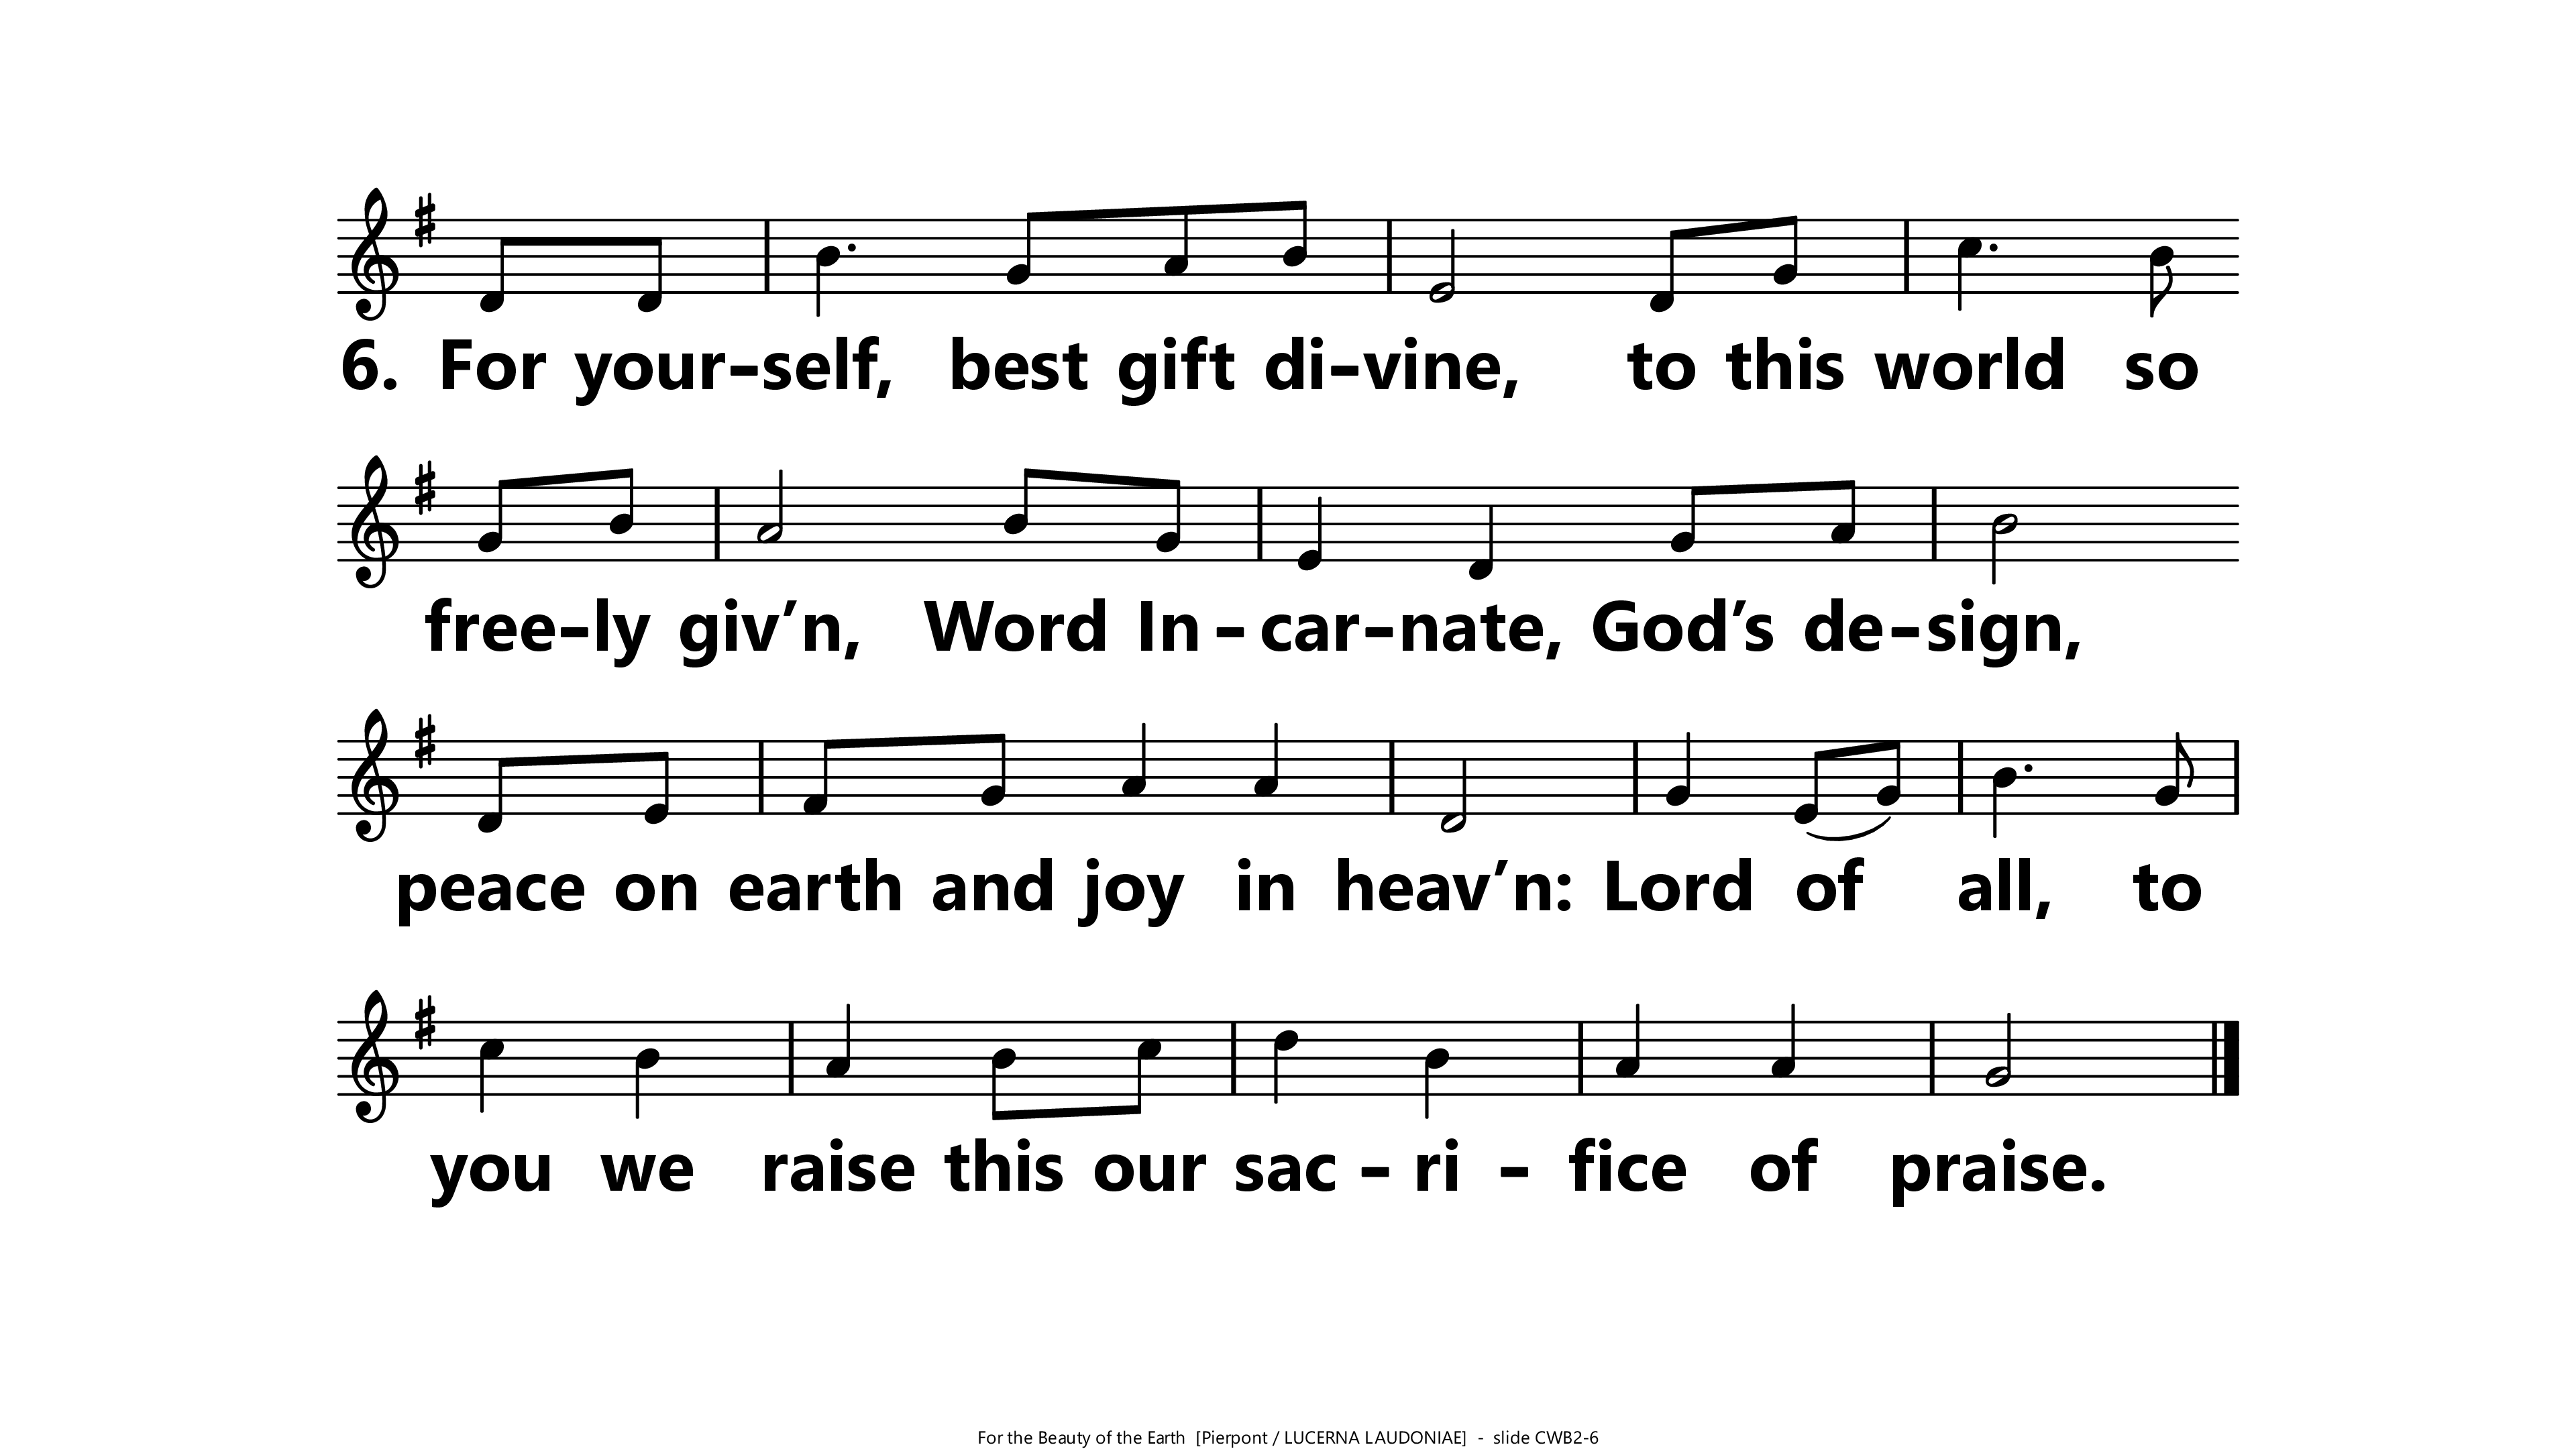 6. For your-self, best gift di-vine, to this world so
free-ly giv’n, Word In - car-nate, God’s de-sign,
peace on earth and joy in heav’n: Lord of all, to
you we raise this our sac - ri - fice of praise.
For the Beauty of the Earth [Pierpont / LUCERNA LAUDONIAE] - slide CWB2-6